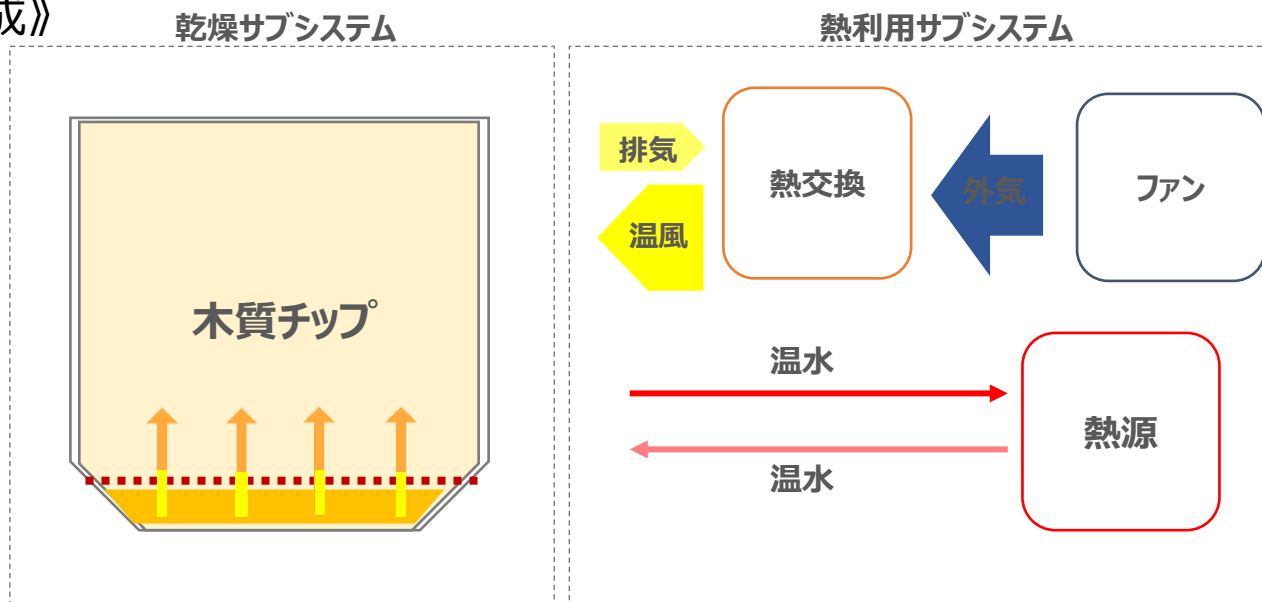 成》
乾燥サブシステム
熱利用サブシステム
排気
熱交換
外気
ファン
温風
木質チップ
温水
熱源
温水